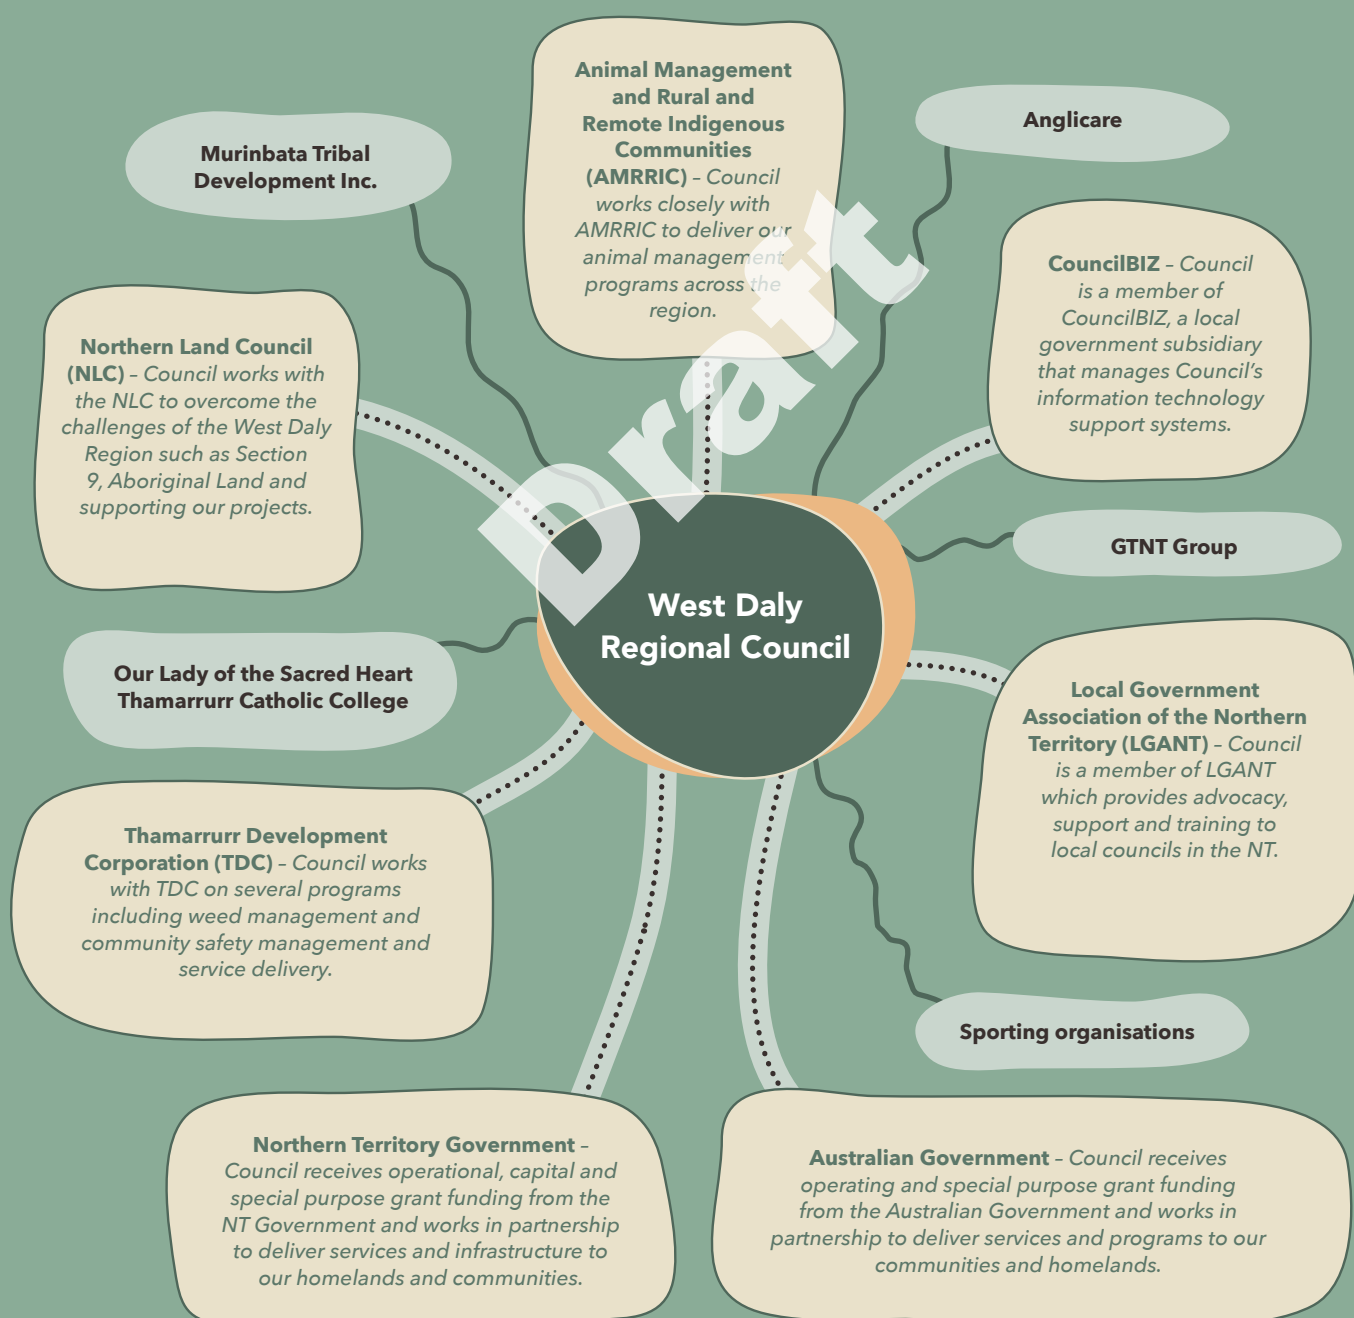 Animal Management
and Rural and
Remote Indigenous
Communities
(AMRRIC) – Council
works closely with
AMRRIC to deliver our
animal management
programs across the
region.
Anglicare
Murinbata Tribal
Development Inc.
CouncilBIZ – Council
is a member of
CouncilBIZ, a local
government subsidiary
that manages Council’s
information technology
support systems.
Northern Land Council
(NLC) – Council works with
the NLC to overcome the
challenges of the West Daly
Region such as Section
9, Aboriginal Land and
supporting our projects.
Draft
GTNT Group
West Daly
Regional Council
Our Lady of the Sacred Heart
Thamarrurr Catholic College
Local Government
Association of the Northern
Territory (LGANT) – Council
is a member of LGANT
which provides advocacy,
support and training to
local councils in the NT.
Thamarrurr Development
Corporation (TDC) – Council works
with TDC on several programs
including weed management and
community safety management and
service delivery.
Sporting organisations
Northern Territory Government –
Council receives operational, capital and
special purpose grant funding from the
NT Government and works in partnership
to deliver services and infrastructure to
our homelands and communities.
Australian Government – Council receives
operating and special purpose grant funding
from the Australian Government and works in
partnership to deliver services and programs to our
communities and homelands.